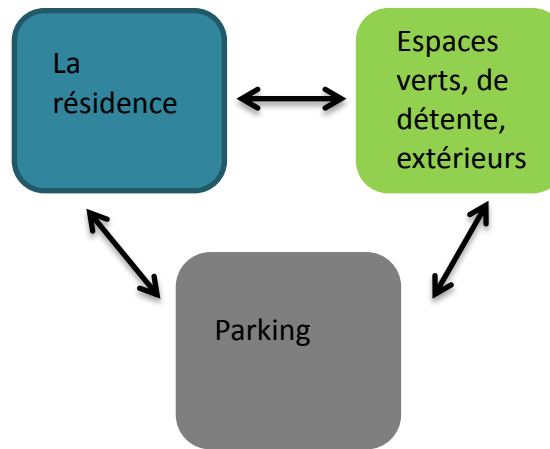 La
résidence
Espaces
verts, de
détente,
extérieurs
Parking